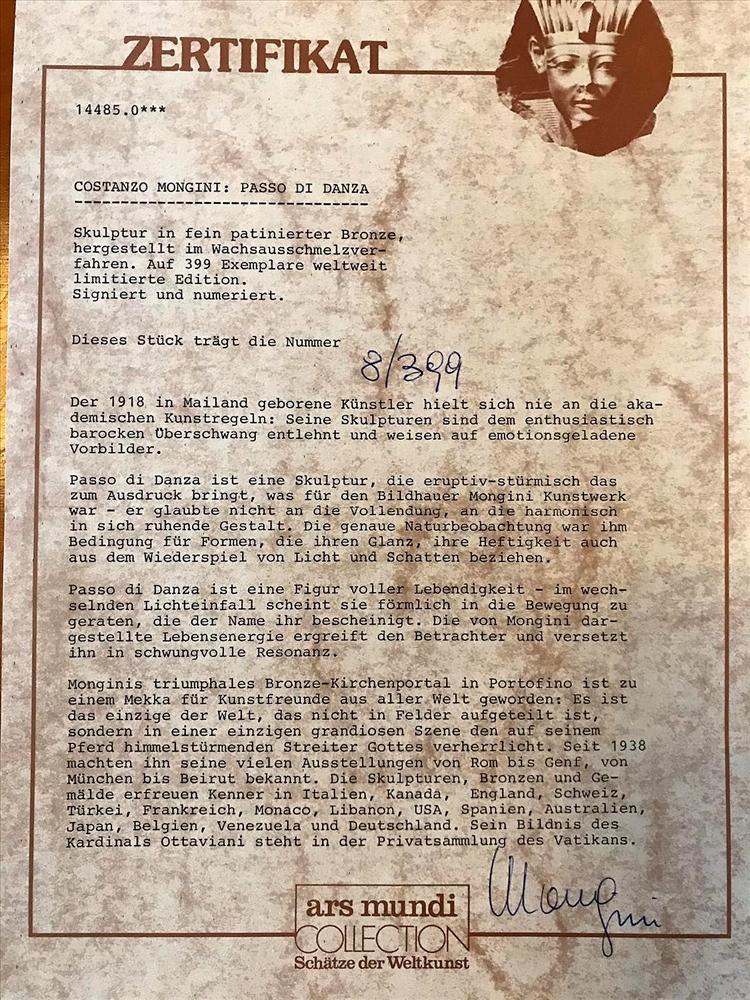 ZERTIFIKAT
14485.0***
COSTANZO MONGINI: PASSO DI DANZA
--------------------------------
Skulptur in fein patinierter Bronze,
hergestellt im Wachsausschmelzver-
fahren. Auf 399 Exemplare weltweit
limitierte Edition.
Signiert und numeriert.
Dieses Stück trägt die Nummer
8/399
Der 1918 in Mailand geborene Künstler hielt sich nie an die aka-
demischen Kunstregeln: Seine Skulpturen sind dem enthusiastisch
barocken Überschwang entlehnt und weisen auf emotionsgeladene
Vorbilder.
Passo di Danza ist eine Skulptur, die eruptiv-stürmisch das
zum Ausdruck bringt, was für den Bildhauer Mongini Kunstwerk
war - er glaubte nicht an die Vollendung, an die harmonisch
in sich ruhende Gestalt. Die genaue Naturbeobachtung war ihm
Bedingung für Formen, die ihren Glanz, ihre Heftigkeit auch
aus dem Wiederspiel von Licht und Schatten beziehen.
Passo di Danza ist eine Figur voller Lebendigkeit - im wech-
selnden Lichteinfall scheint sie förmlich in die Bewegung zu
geraten, die der Name ihr bescheinigt. Die von Mongini dar-
gestellte Lebensenergie ergreift den Betrachter und versetzt
ihn in schwungvolle Resonanz.
Monginis triumphales Bronze-Kirchenportal in Portofino ist zu
einem Mekka für Kunstfreunde aus aller Welt geworden: Es ist
das einzige der Welt, das nicht in Felder aufgeteilt ist,
sondern in einer einzigen grandiosen Szene den auf seinem
Pferd himmelstürmenden Streiter Gottes verherrlicht. Seit 1938
machten ihn seine vielen Ausstellungen von Rom bis Genf, von
München bis Beirut bekannt. Die Skulpturen, Bronzen und Ge-
mälde erfreuen Kenner in Italien, Kanada, England, Schweiz,
Türkei, Frankreich, Monaco, Libanon, USA, Spanien, Australien,
Japan, Belgien, Venezuela und Deutschland. Sein Bildnis des
Kardinals Ottaviani steht in der Privatsammlung des Vatikans.
Mongini
ars mundi
COLLECTION
Schätze der Weltkunst